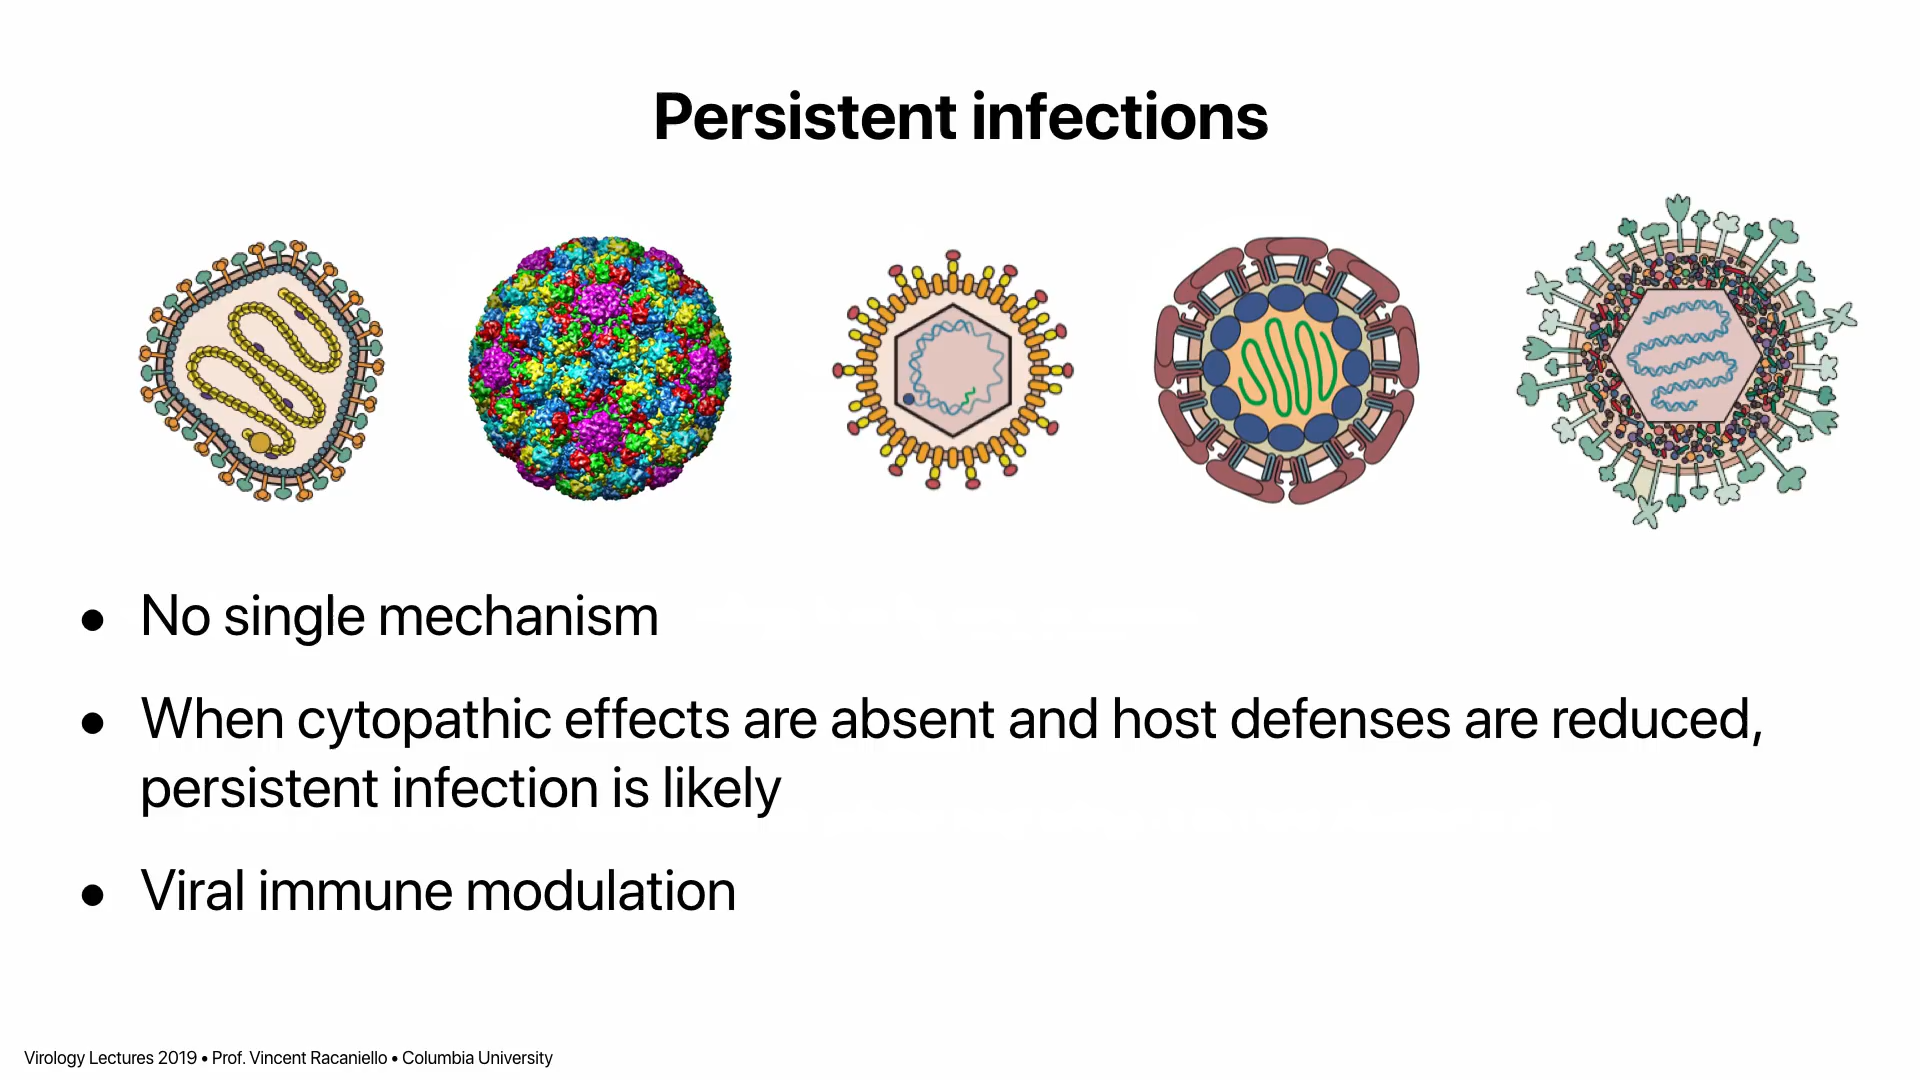 Persistent infections
● No single mechanism
● When cytopathic effects are absent and host defenses are reduced,
persistent infection is likely
● Viral immune modulation
Virology Lectures 2019 • Prof. Vincent Racaniello • Columbia University